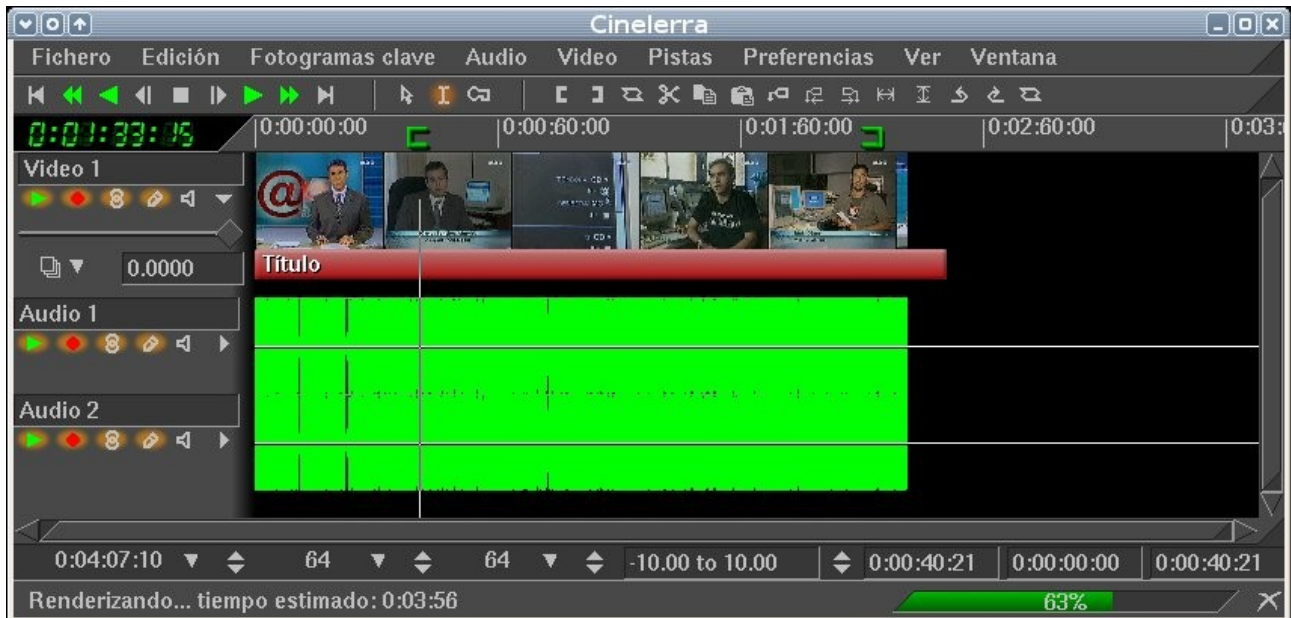 Cinelerra
Fichero Edición Fotogramas clave Audio Video Pistas Preferencias Ver Ventana
0:01:33:15 0:00:00:00 0:00:60:00 0:01:60:00 0:02:60:00 0:03:
Video 1
@
0.0000 Título
Audio 1
Audio 2
0:04:07:10 64 64 -10.00 to 10.00 0:00:40:21 0:00:00:00 0:00:40:21
Renderizando... tiempo estimado: 0:03:56 63%